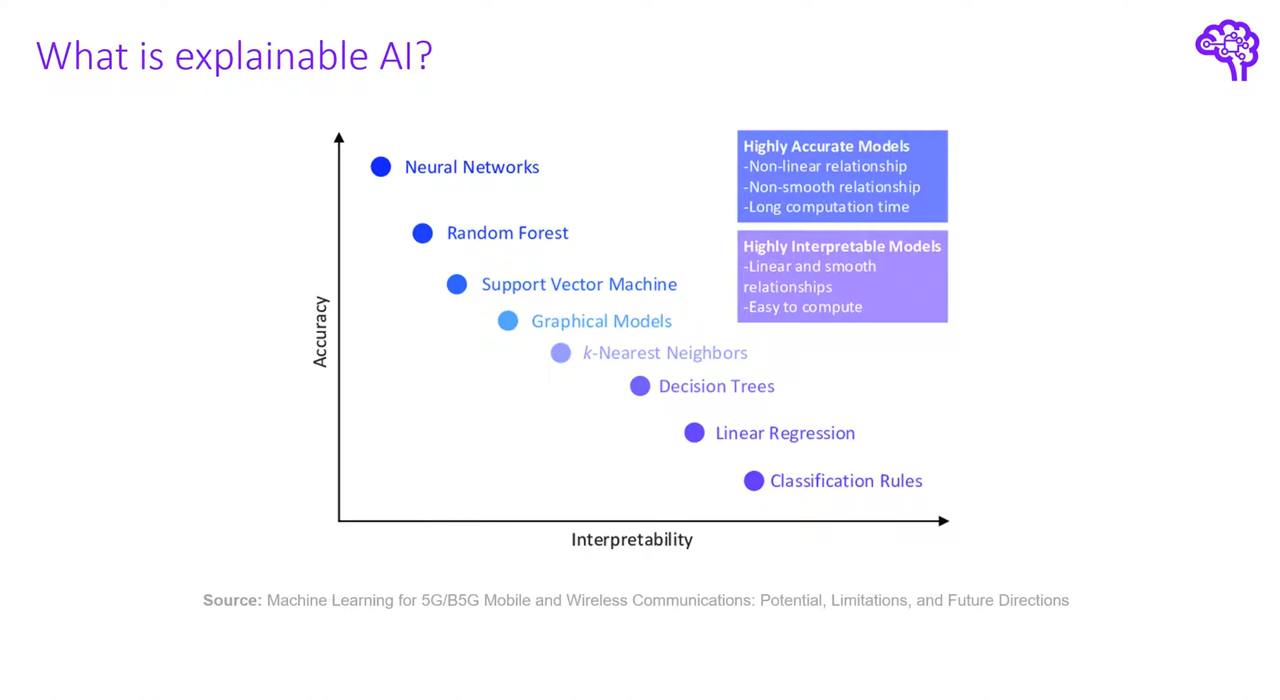 What is explainable AI?
Neural Networks
Random Forest
Support Vector Machine
Graphical Models
k-Nearest Neighbors
Decision Trees
Linear Regression
Classification Rules
Highly Accurate Models
-Non-linear relationship
-Non-smooth relationship
-Long computation time
Highly Interpretable Models
-Linear and smooth
relationships
-Easy to compute
Accuracy
Interpretability
Source: Machine Learning for 5G/B5G Mobile and Wireless Communications: Potential, Limitations, and Future Directions